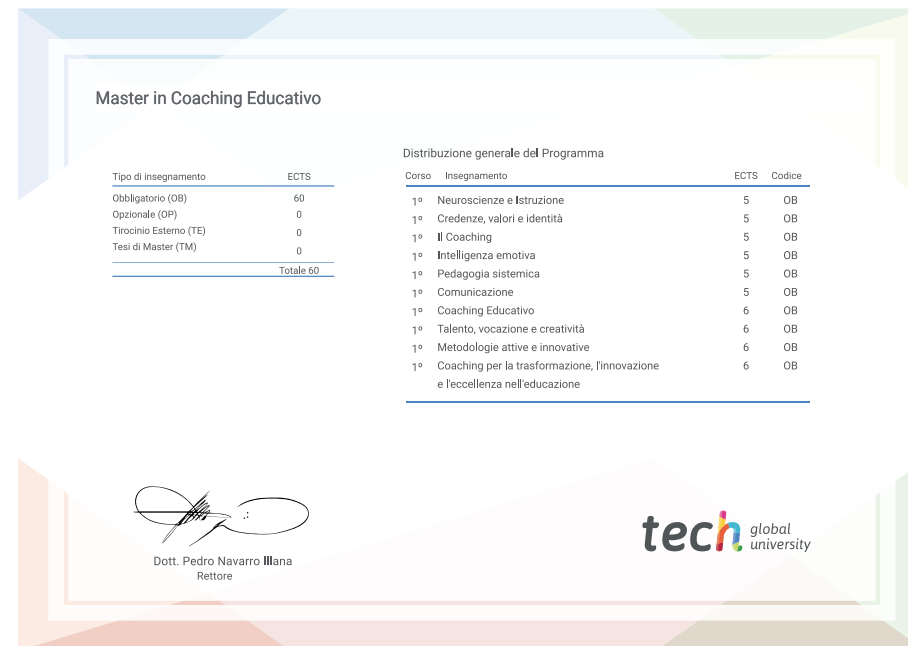 Master in Coaching Educativo
Tipo di insegnamento ECTS
Obbligatorio (OB) 60
Opzionale (OP) 0
Tirocinio Esterno (TE) 0
Tesi di Master (TM) 0
Totale 60
Distribuzione generale del Programma
Corso Insegnamento ECTS Codice
1º Neuroscienze e Istruzione 5 OB
1º Credenze, valori e identità 5 OB
1º Il Coaching 5 OB
1º Intelligenza emotiva 5 OB
1º Pedagogia sistemica 5 OB
1º Comunicazione 5 OB
1º Coaching Educativo 6 OB
1º Talento, vocazione e creatività 6 OB
1º Metodologie attive e innovative 6 OB
1º Coaching per la trasformazione, l'innovazione 6 OB
e l'eccellenza nell'educazione
Dott. Pedro Navarro Illana
Rettore
tech global
university